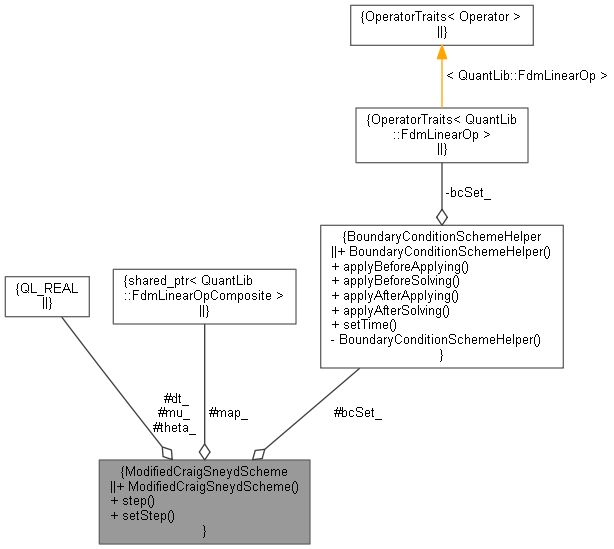 {OperatorTraits< Operator >
||}
< QuantLib::FdmLinearOp >
{OperatorTraits< QuantLib
::FdmLinearOp >
||}
-bcSet_
{BoundaryConditionSchemeHelper
||+ BoundaryConditionSchemeHelper()
+ applyBeforeApplying()
+ applyBeforeSolving()
+ applyAfterApplying()
+ applyAfterSolving()
+ setTime()
- BoundaryConditionSchemeHelper()
}
{QL_REAL
||}
{shared_ptr< QuantLib
::FdmLinearOpComposite >
||}
#dt_
#mu_
#theta_
#map_
#bcSet_
{ModifiedCraigSneydScheme
||+ ModifiedCraigSneydScheme()
+ step()
+ setStep()
}